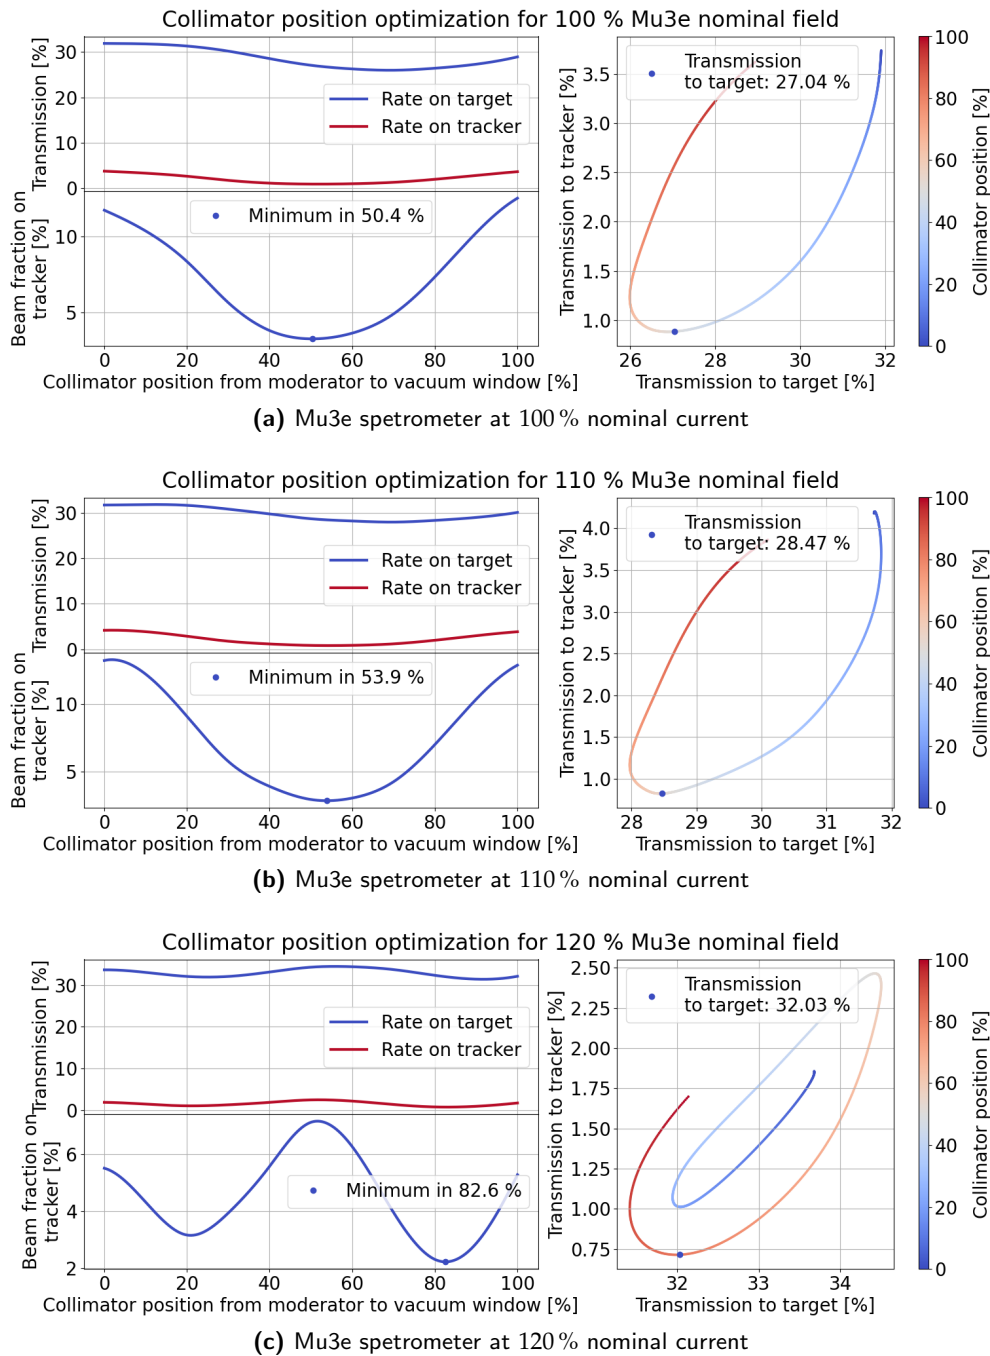 Collimator position optimization for 100 % Mu3e nominal field
Transmission [%]
30
20
10
0
Rate on target
Rate on tracker
Beam fraction on
tracker [%]
10
5
Minimum in 50.4 %
0 20 40 60 80 100
Collimator position from moderator to vacuum window [%]
Transmission to tracker [%]
3.5
3.0
2.5
2.0
1.5
1.0
Transmission
to target: 27.04 %
26 28 30 32
Transmission to target [%]
100
80
60
40
20
0
Collimator position [%]
(a) Mu3e spetrometer at 100 % nominal current
Collimator position optimization for 110 % Mu3e nominal field
Transmission [%]
30
20
10
0
Rate on target
Rate on tracker
Beam fraction on
tracker [%]
10
5
Minimum in 53.9 %
0 20 40 60 80 100
Collimator position from moderator to vacuum window [%]
Transmission to tracker [%]
4.0
3.5
3.0
2.5
2.0
1.5
1.0
Transmission
to target: 28.47 %
28 29 30 31 32
Transmission to target [%]
100
80
60
40
20
0
Collimator position [%]
(b) Mu3e spetrometer at 110 % nominal current
Collimator position optimization for 120 % Mu3e nominal field
Transmission [%]
30
20
10
0
Rate on target
Rate on tracker
Beam fraction on
tracker [%]
6
4
2
Minimum in 82.6 %
0 20 40 60 80 100
Collimator position from moderator to vacuum window [%]
Transmission to tracker [%]
2.50
2.25
2.00
1.75
1.50
1.25
1.00
0.75
Transmission
to target: 32.03 %
32 33 34
Transmission to target [%]
100
80
60
40
20
0
Collimator position [%]
(c) Mu3e spetrometer at 120 % nominal current